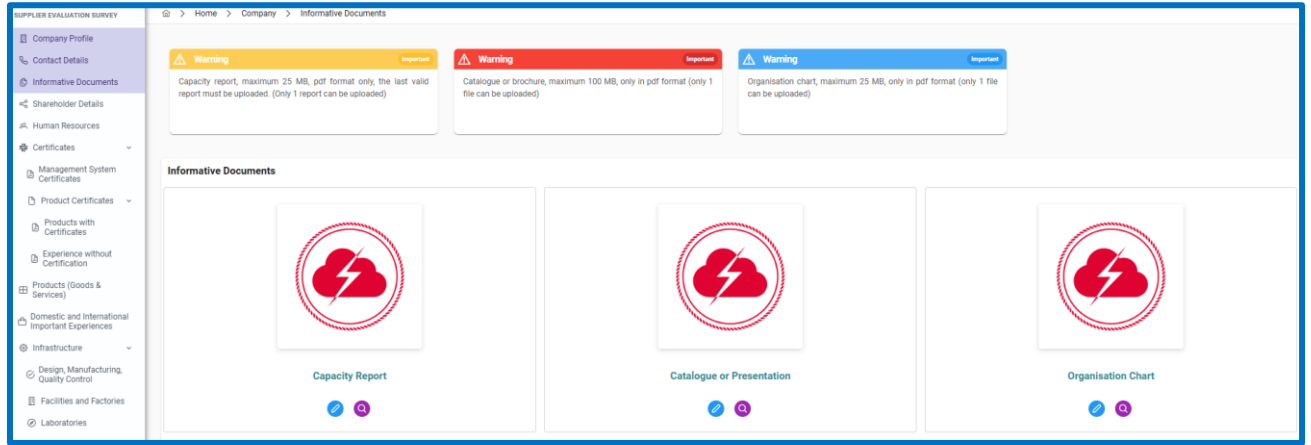 SUPPLIER EVALUATION SURVEY
Company Profile
Contact Details
Informative Documents
Shareholder Details
Human Resources
Certificates
Management System
Certificates
Product Certificates
Products with
Certificates
Experience without
Certification
Products (Goods &
Services)
Domestic and International
Important Experiences
Infrastructure
Design, Manufacturing,
Quality Control
Facilities and Factories
Laboratories
> Home > Company > Informative Documents
Warning Important
Capacity report, maximum 25 MB, pdf format only, the last valid
report must be uploaded. (Only 1 report can be uploaded)
Warning Important
Catalogue or brochure, maximum 100 MB, only in pdf format (only 1
file can be uploaded)
Warning Important
Organisation chart, maximum 25 MB, only in pdf format (only 1 file
can be uploaded)
Informative Documents
Capacity Report
Catalogue or Presentation
Organisation Chart